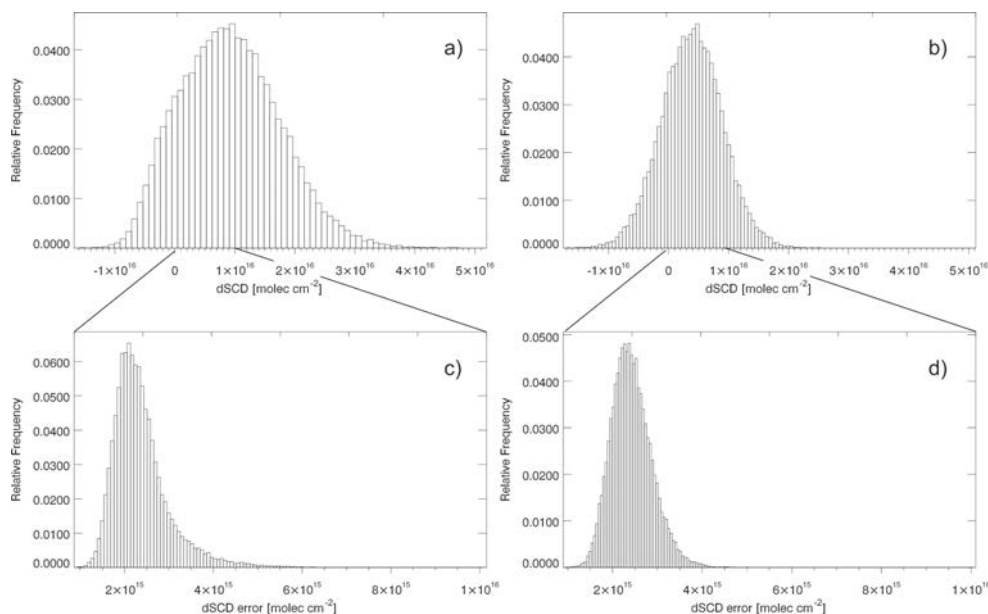 a)
Relative Frequency
0.0400
0.0300
0.0200
0.0100
0.0000
-1×10¹⁶ 0 1×10¹⁶ 2×10¹⁶ 3×10¹⁶ 4×10¹⁶ 5×10¹⁶
dSCD [molec cm⁻²]
b)
Relative Frequency
0.0400
0.0300
0.0200
0.0100
0.0000
-1×10¹⁶ 0 1×10¹⁶ 2×10¹⁶ 3×10¹⁶ 4×10¹⁶ 5×10¹⁶
dSCD [molec cm⁻²]
c)
Relative Frequency
0.0600
0.0500
0.0400
0.0300
0.0200
0.0100
0.0000
2×10¹⁵ 4×10¹⁵ 6×10¹⁵ 8×10¹⁵ 1×10¹⁶
dSCD error [molec cm⁻²]
d)
Relative Frequency
0.0500
0.0400
0.0300
0.0200
0.0100
0.0000
2×10¹⁵ 4×10¹⁵ 6×10¹⁵ 8×10¹⁵ 1×10¹⁶
dSCD error [molec cm⁻²]